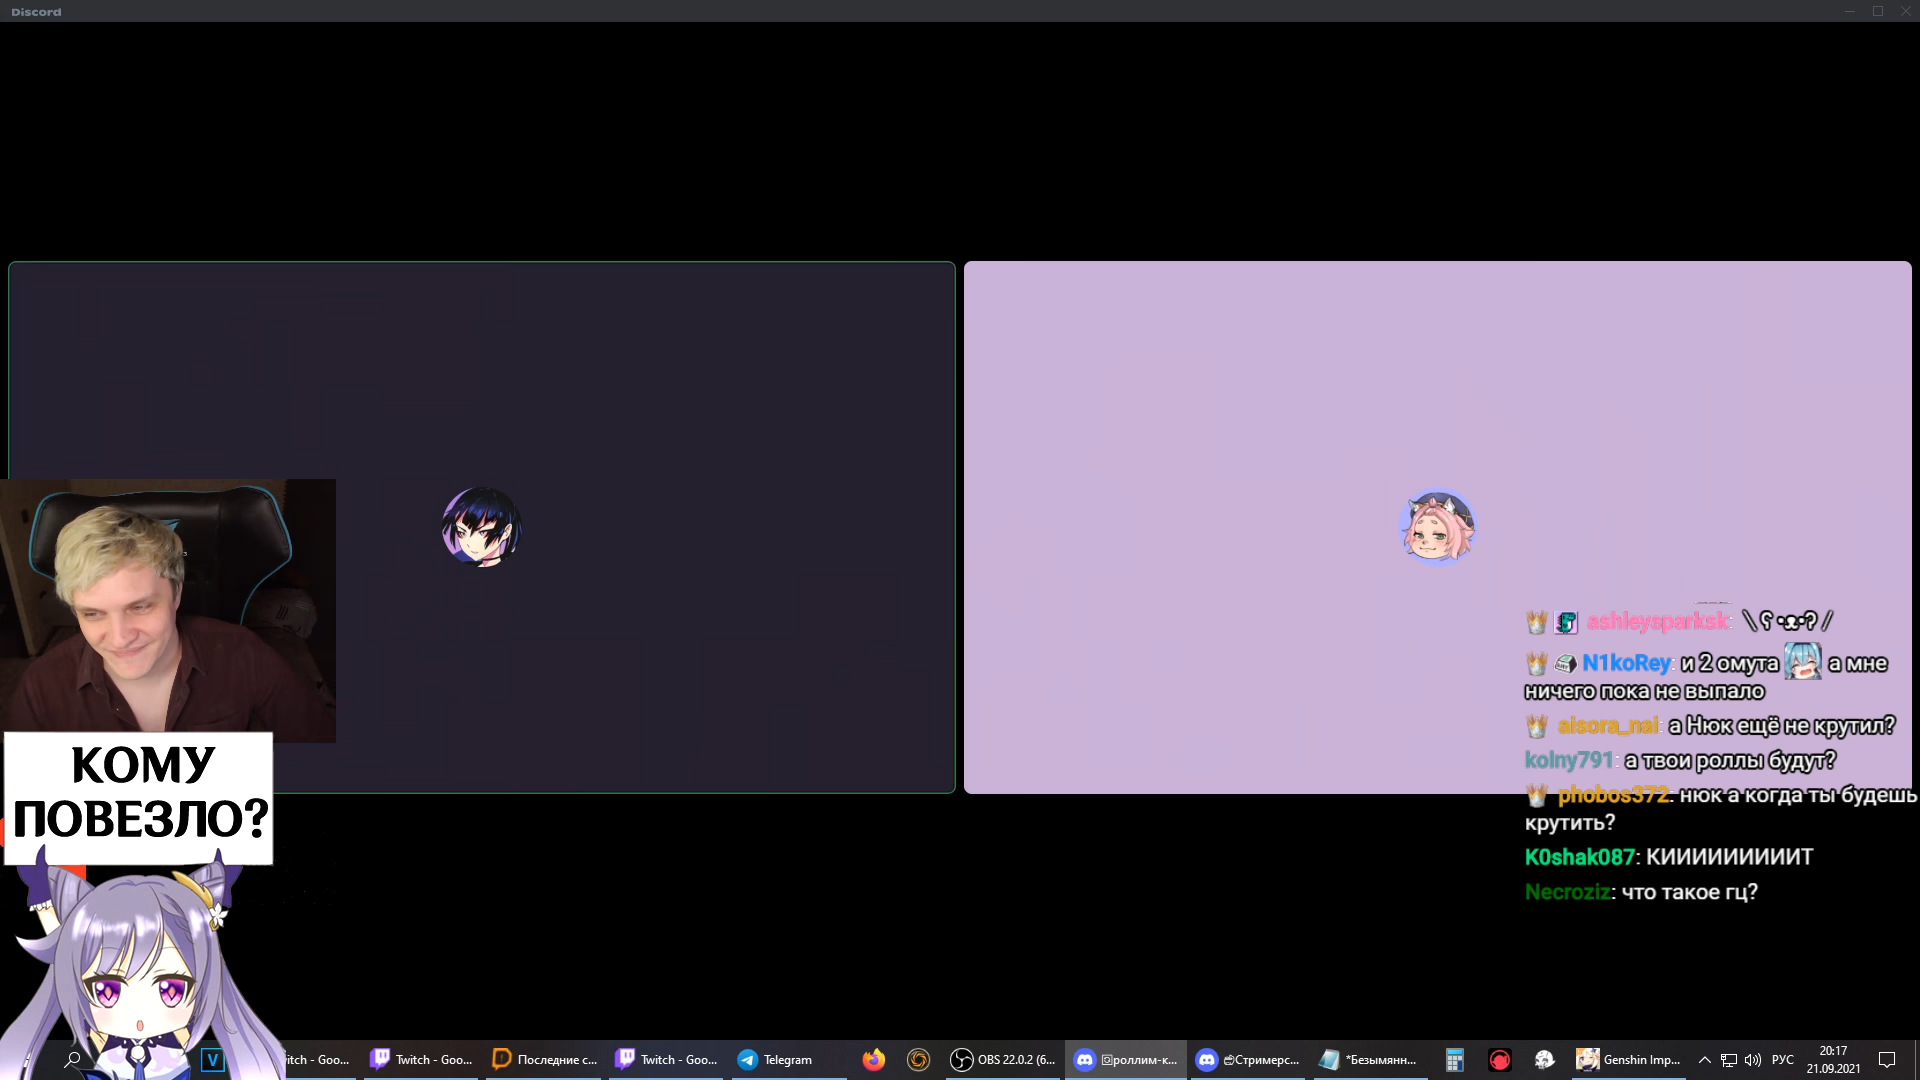 Discord
КОМУ
ПОВЕЗЛО?
ashleysparksk: \ʕ •ᴥ•ʔ /
N1koRey: и 2 омута а мне
ничего пока не выпало
aisora_nai: а Нюк ещё не крутил?
kolny791: а твои роллы будут?
phobos372: нюк а когда ты будешь
крутить?
K0shak087: КИИИИИИИИИТ
Necroziz: что такое гц?
V
itch - Goo...
Twitch - Goo...
Последние с...
Twitch - Goo...
Telegram
OBS 22.0.2 (6...
роллим-к...
Стримерс...
*Безымянн...
Genshin Imp...
РУС
20:17
21.09.2021